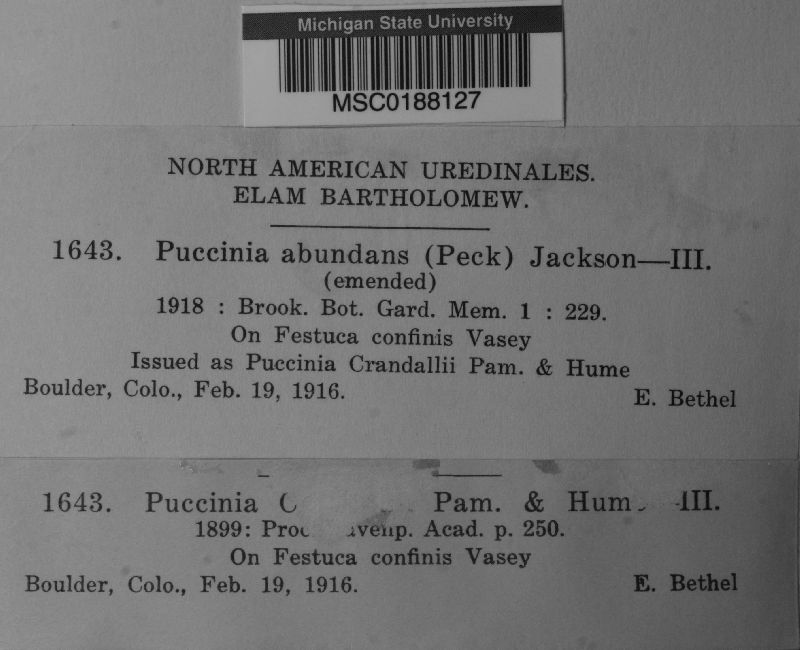 Michigan State University
MSC0188127
NORTH AMERICAN UREDINALES.
ELAM BARTHOLOMEW.
1643. Puccinia abundans (Peck) Jackson—III.
(emended)
1918 : Brook. Bot. Gard. Mem. 1 : 229.
On Festuca confinis Vasey
Issued as Puccinia Crandallii Pam. & Hume
Boulder, Colo., Feb. 19, 1916. E. Bethel
1643. Puccinia Pam. & III.
1899: Acad. p. 250.
On Festuca confinis Vasey
Boulder, Colo., Feb. 19, 1916. E. Bethel